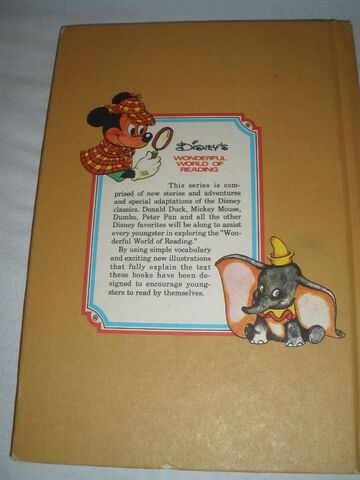 Disney's
WONDERFUL
WORLD OF
READING
This series is com-
prised of new stories and adventures
and special adaptations of the Disney
classics. Donald Duck, Mickey Mouse,
Dumbo, Peter Pan and all the other
Disney favorites will be along to assist
every youngster in exploring the "Won-
derful World of Reading."
By using simple vocabulary
and exciting new illustrations
that fully explain the text
these books have been de-
signed to encourage young-
sters to read by themselves.